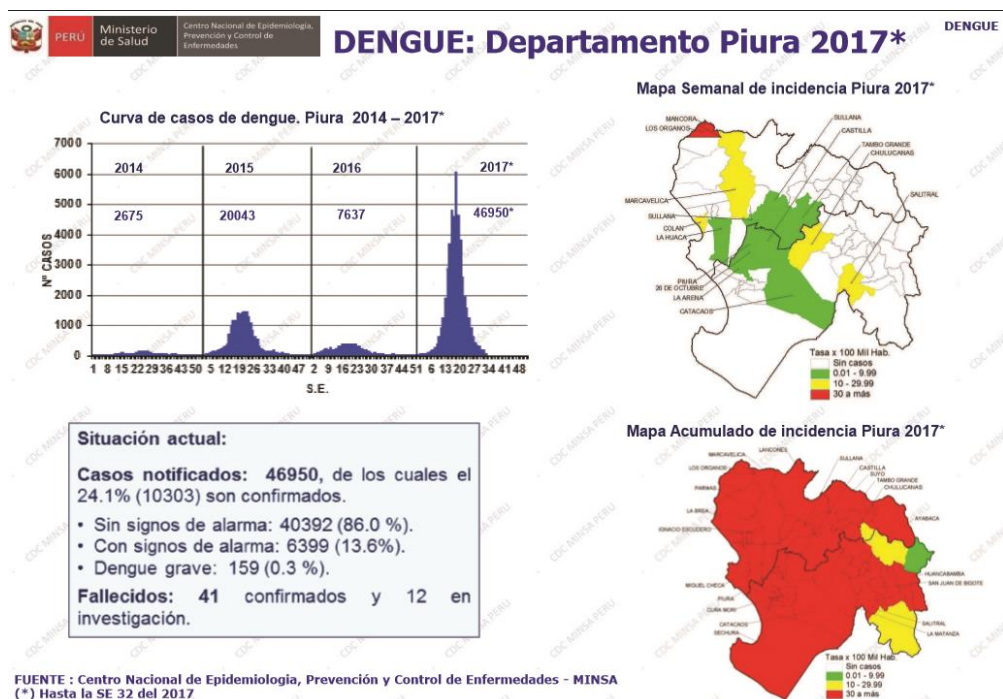 PERÚ
Ministerio
de Salud
Centro Nacional de Epidemiología,
Prevención y Control de
Enfermedades
DENGUE: Departamento Piura 2017*
DENGUE
Curva de casos de dengue. Piura 2014 – 2017*
7000
6000
5000
4000
3000
2000
1000
0
Nº CASOS
2014 2015 2016 2017*
2675 20043 7637 46950*
1 8 15 22 29 36 43 50 5 12 19 26 33 40 47 2 9 16 23 30 37 44 51 6 13 20 27 34 41 48
S.E.
Situación actual:
Casos notificados: 46950, de los cuales el
24.1% (10303) son confirmados.
• Sin signos de alarma: 40392 (86.0 %).
• Con signos de alarma: 6399 (13.6%).
• Dengue grave: 159 (0.3 %).
Fallecidos: 41 confirmados y 12 en
investigación.
Mapa Semanal de incidencia Piura 2017*
MANCORA
LOS ORGANOS
SULLANA
CASTILLA
TAMBO GRANDE
CHULUCANAS
SALITRAL
MARCAVELICA
SULLANA
COLAN
LA HUACA
PIURA
26 DE OCTUBRE
LA ARENA
CATACAOS
Tasa x 100 Mil Hab.
Sin casos
0.01 - 9.99
10 - 29.99
30 a más
Mapa Acumulado de incidencia Piura 2017*
MARCAVELICA
LANCONES
LOS ORGANOS
SULLANA
CASTILLA
SUYO
TAMBO GRANDE
CHULUCANAS
PARIÑAS
LA BREA
AYABACA
IGNACIO ESCUDERO
HUANCABAMBA
SAN JUAN DE BIGOTE
MIGUEL CHECA
PIURA
CURA MORI
CATACAOS
SECHURA
SALITRAL
LA MATANZA
Tasa x 100 Mil Hab.
Sin casos
0.01 - 9.99
10 - 29.99
30 a más
FUENTE : Centro Nacional de Epidemiologia, Prevención y Control de Enfermedades - MINSA
(*) Hasta la SE 32 del 2017
CDC MINSA PERU